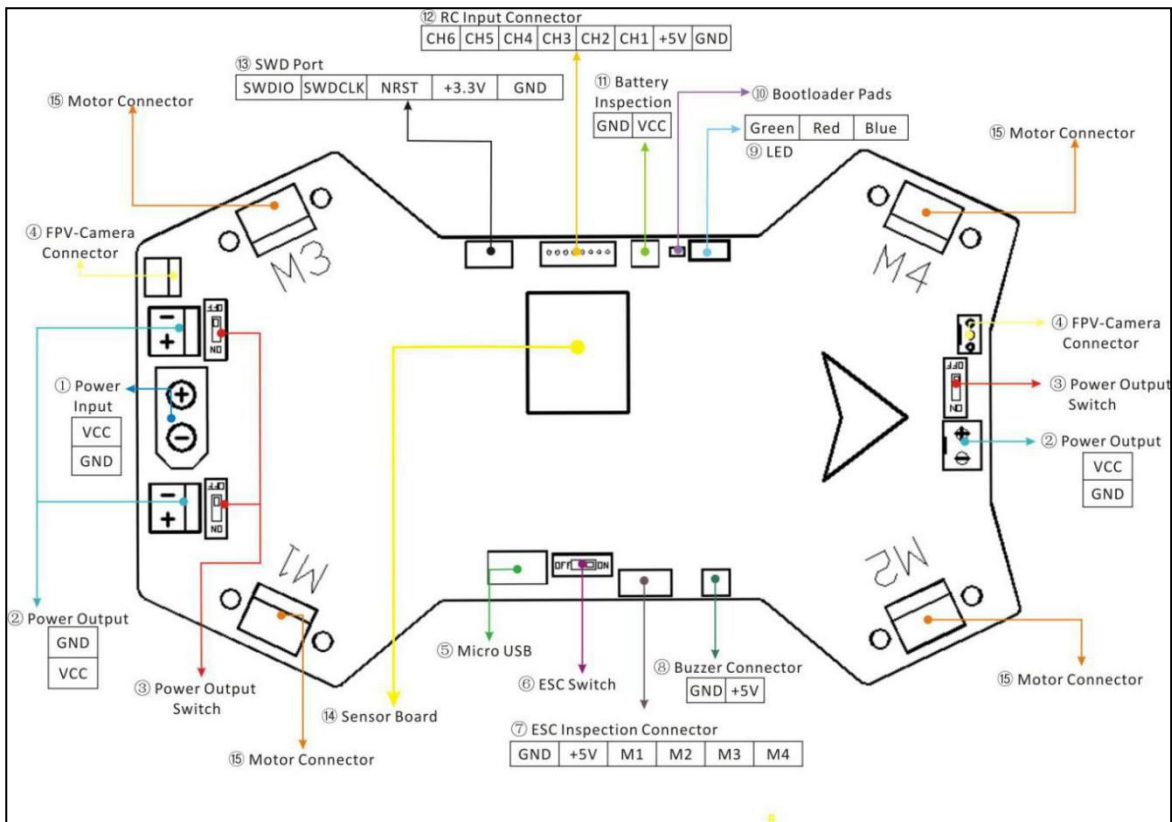 ⑫ RC Input Connector
CH6 CH5 CH4 CH3 CH2 CH1 +5V GND
⑬ SWD Port
SWDIO SWDCLK NRST +3.3V GND
⑪ Battery
Inspection
GND VCC
⑩ Bootloader Pads
Green Red Blue
⑨ LED
⑮ Motor Connector
⑮ Motor Connector
④ FPV-Camera
Connector
M3
M4
OFF
ON
- +
① Power
Input
VCC
GND
+
−
④ FPV-Camera
Connector
OFF
ON
③ Power Output
Switch
② Power Output
VCC
GND
+
−
- +
OFF
ON
M1
M2
OFF ON
② Power Output
GND
VCC
③ Power Output
Switch
⑤ Micro USB
⑥ ESC Switch
⑧ Buzzer Connector
GND +5V
⑮ Motor Connector
⑭ Sensor Board
⑦ ESC Inspection Connector
GND +5V M1 M2 M3 M4
⑮ Motor Connector